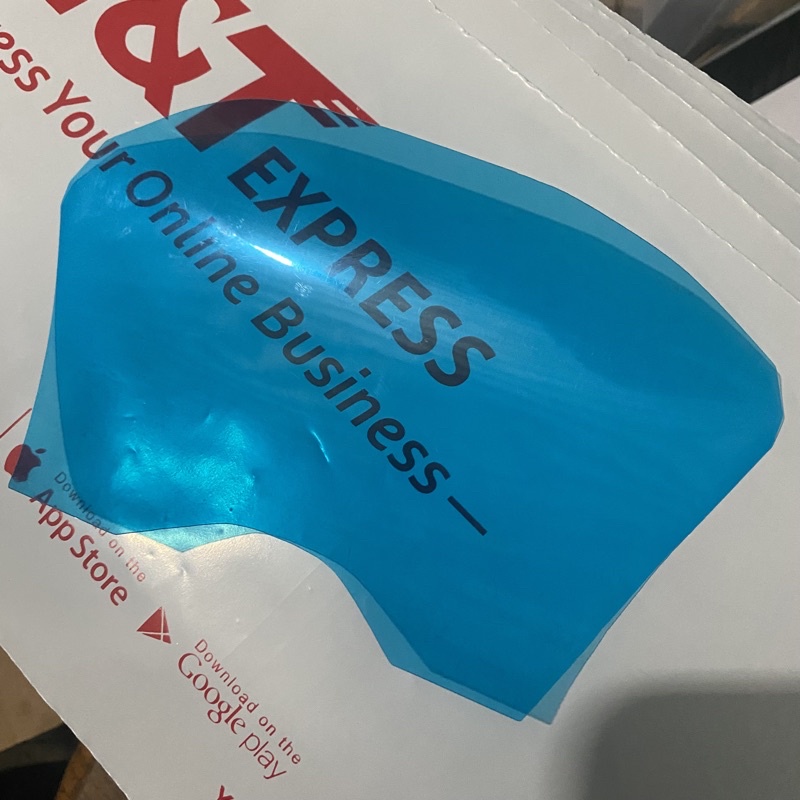 &T
EXPRESS
ess Your Online Business —
Download on the
App Store
Download on the
Google play